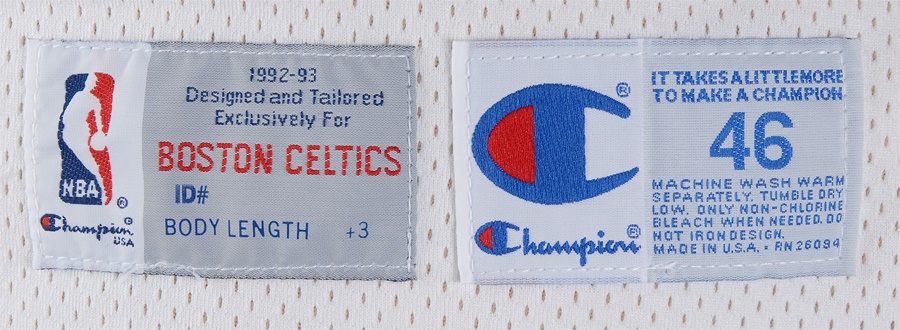 1992-93
Designed and Tailored
Exclusively For
BOSTON CELTICS
ID#
BODY LENGTH +3
NBA
®
Champion
USA
®
IT TAKES A LITTLE MORE
TO MAKE A CHAMPION
46
MACHINE WASH WARM
SEPARATELY. TUMBLE DRY
LOW. ONLY NON-CHLORINE
BLEACH WHEN NEEDED. DO
NOT IRON DESIGN.
MADE IN U.S.A. • RN 26094
®
Champion